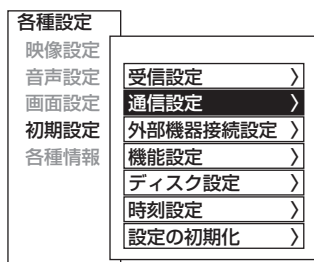 各種設定
映像設定
音声設定
画面設定
初期設定
各種情報
受信設定 〉
通信設定 〉
外部機器接続設定 〉
機能設定 〉
ディスク設定 〉
時刻設定 〉
設定の初期化 〉